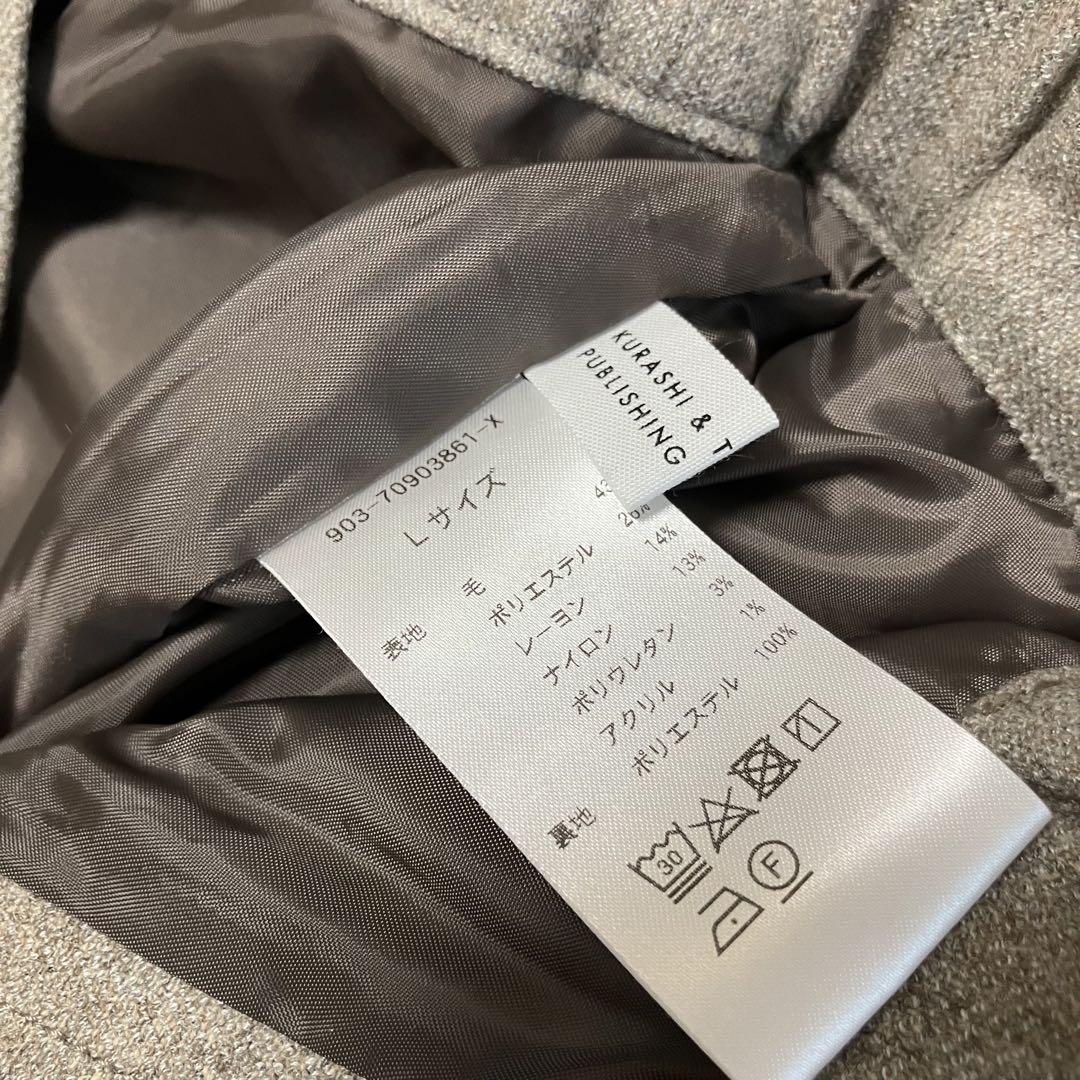 KURASHI & T
PUBLISHING
903-70903861-X
Lサイズ
表地 毛 43
ポリエステル 26%
レーヨン 14%
ナイロン 13%
ポリウレタン 3%
アクリル 1%
裏地 ポリエステル 100%
30
F